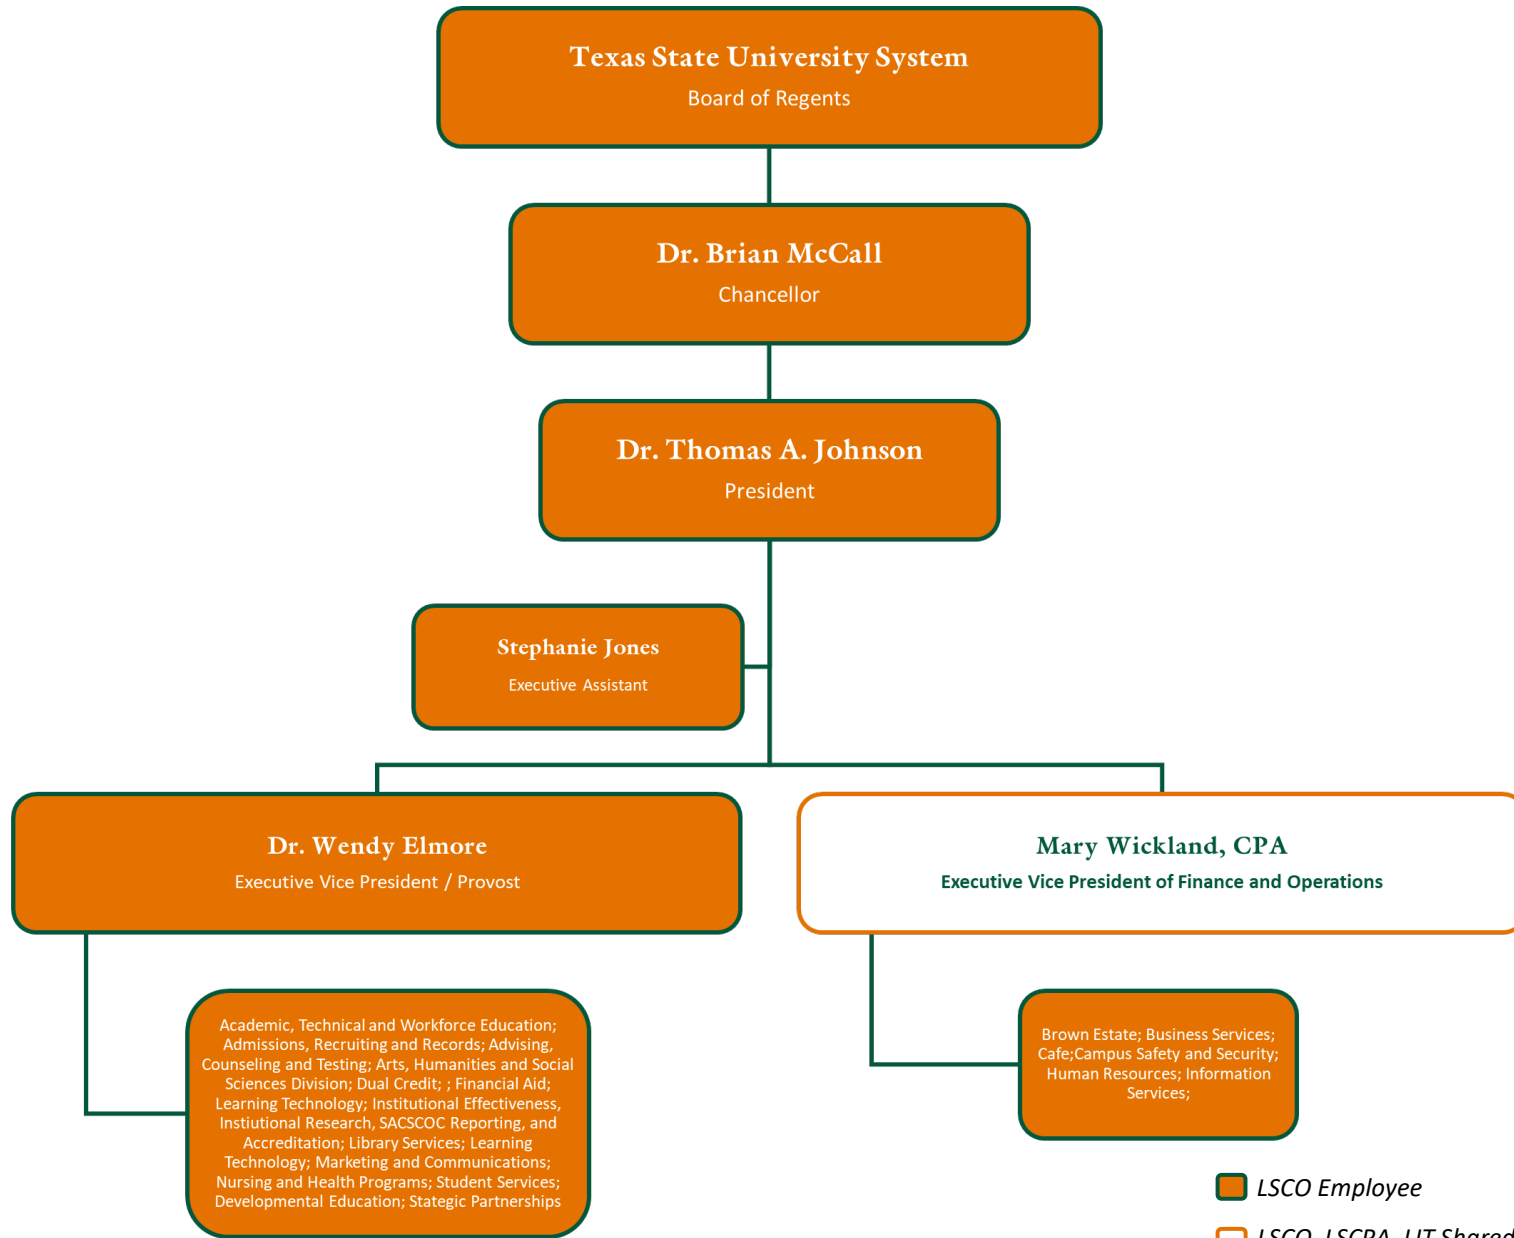 Texas State University System
Board of Regents
Dr. Brian McCall
Chancellor
Dr. Thomas A. Johnson
President
Stephanie Jones
Executive Assistant
Dr. Wendy Elmore
Executive Vice President / Provost
Mary Wickland, CPA
Executive Vice President of Finance and Operations
Academic, Technical and Workforce Education;
Admissions, Recruiting and Records; Advising,
Counseling and Testing; Arts, Humanities and Social
Sciences Division; Dual Credit; ; Financial Aid;
Learning Technology; Institutional Effectiveness,
Instiutional Research, SACSCOC Reporting, and
Accreditation; Library Services; Learning
Technology; Marketing and Communications;
Nursing and Health Programs; Student Services;
Developmental Education; Stategic Partnerships
Brown Estate; Business Services;
Cafe;Campus Safety and Security;
Human Resources; Information
Services;
LSCO Employee
LSCO, LSCPA, LIT Shared